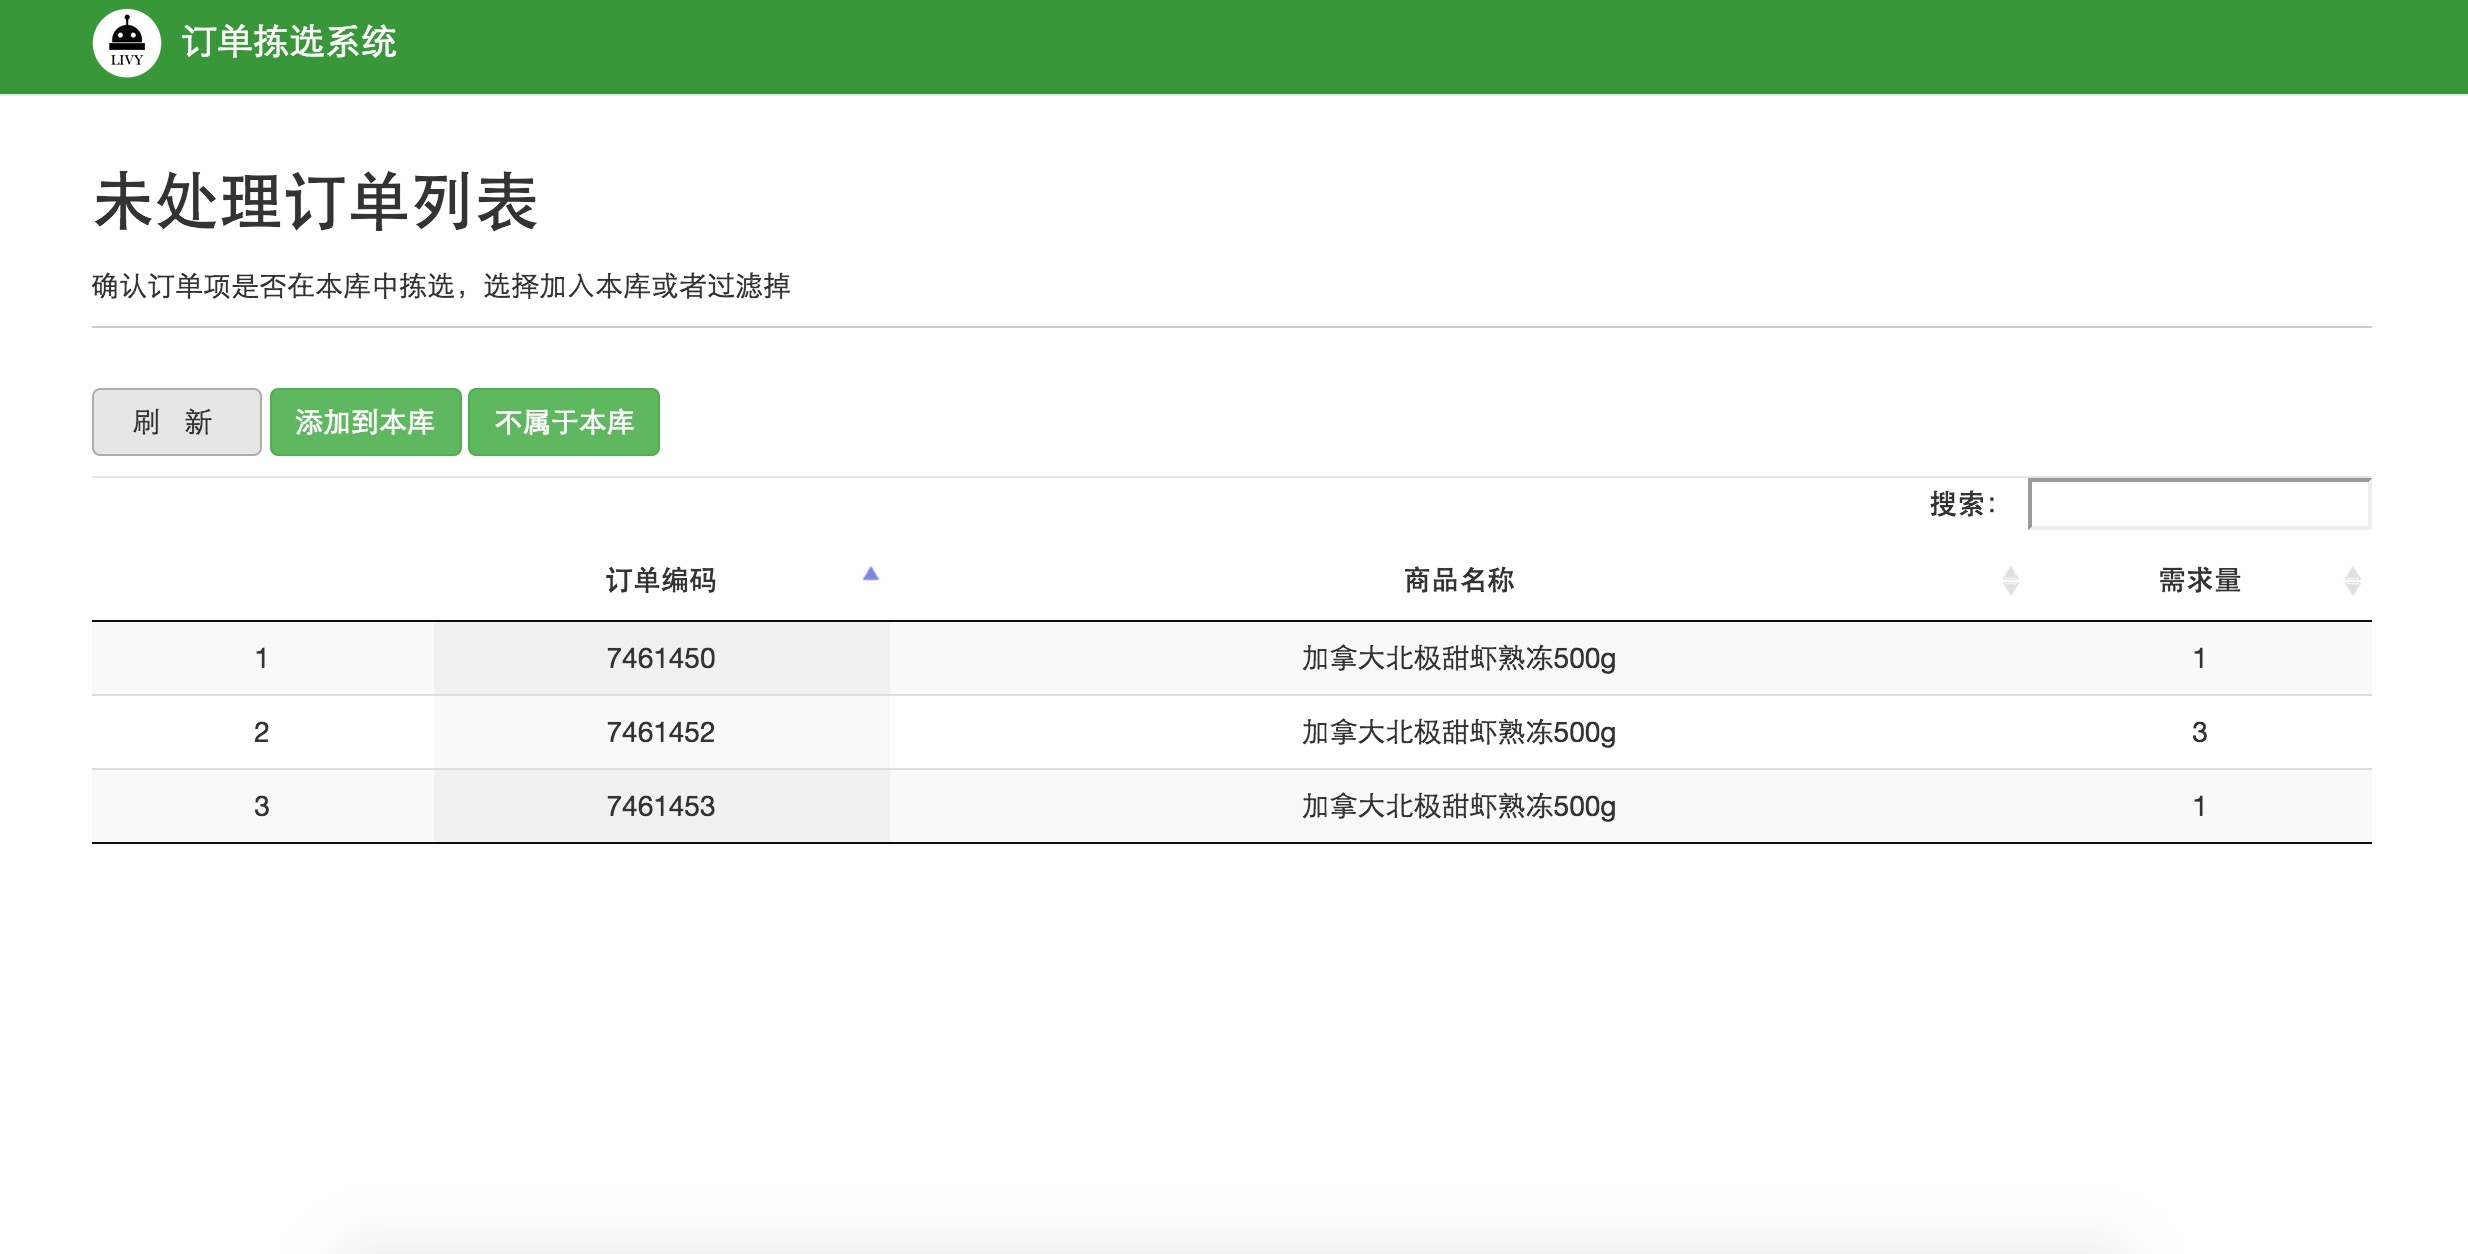 LIVY
订单拣选系统
未处理订单列表
确认订单项是否在本库中拣选，选择加入本库或者过滤掉
刷 新 添加到本库 不属于本库
搜索：
订单编码 商品名称 需求量
1 7461450 加拿大北极甜虾熟冻500g 1
2 7461452 加拿大北极甜虾熟冻500g 3
3 7461453 加拿大北极甜虾熟冻500g 1